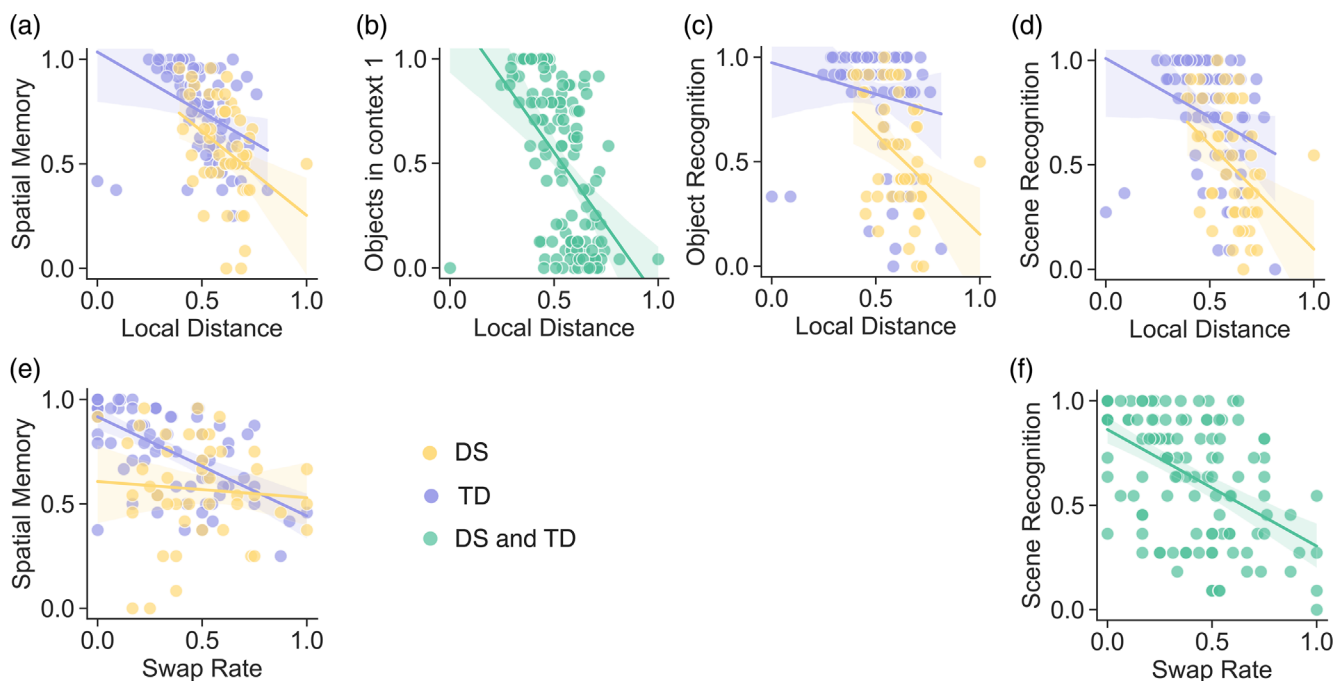 (a)
(b)
(c)
(d)
Spatial Memory
1.0
0.5
0.0
0.0
0.5
1.0
Local Distance
Objects in context 1
1.0
0.5
0.0
0.0
0.5
1.0
Local Distance
Object Recognition
1.0
0.5
0.0
0.0
0.5
1.0
Local Distance
Scene Recognition
1.0
0.5
0.0
0.0
0.5
1.0
Local Distance
(e)
Spatial Memory
1.0
0.5
0.0
0.0
0.5
1.0
Swap Rate
DS
TD
DS and TD
(f)
Scene Recognition
1.0
0.5
0.0
0.0
0.5
1.0
Swap Rate